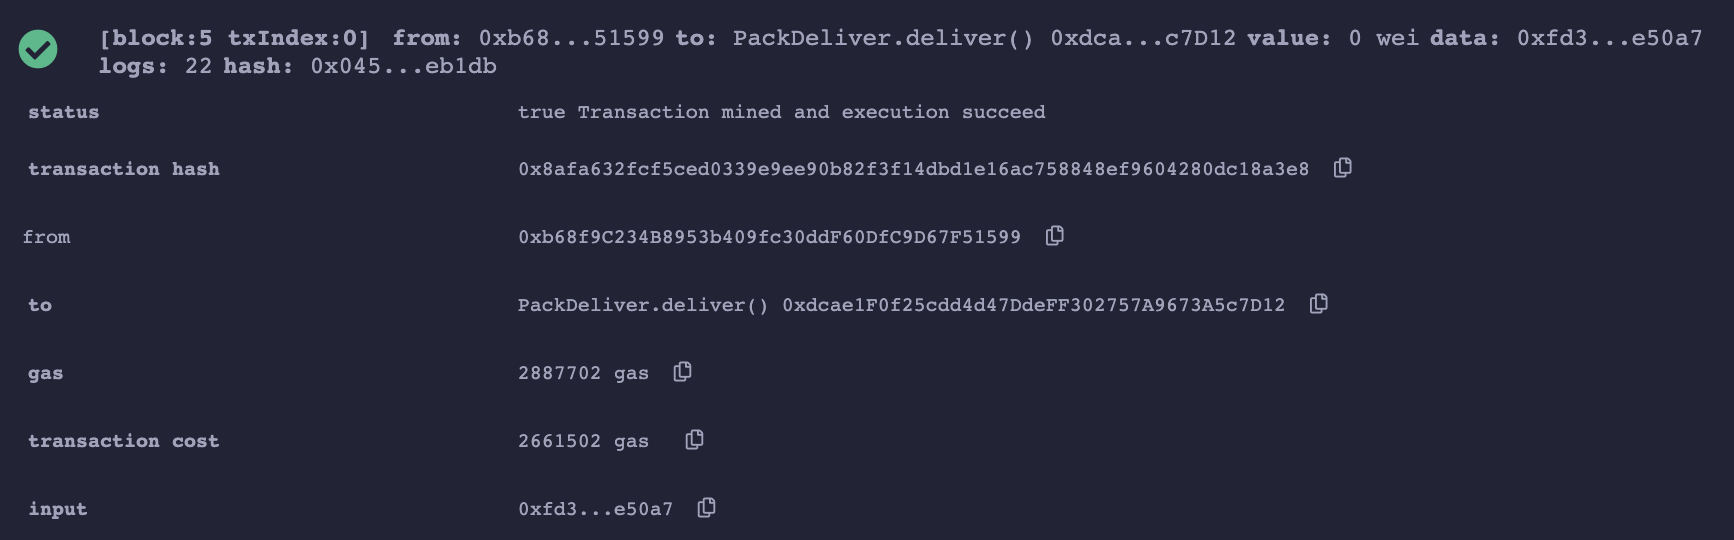 [block:5 txIndex:0] from: 0xb68...51599 to: PackDeliver.deliver() 0xdca...c7D12 value: 0 wei data: 0xfd3...e50a7
logs: 22 hash: 0x045...eb1db
status true Transaction mined and execution succeed
transaction hash 0x8afa632fcf5ced0339e9ee90b82f3f14dbd1e16ac758848ef9604280dc18a3e8
from 0xb68f9C234B8953b409fc30ddF60DfC9D67F51599
to PackDeliver.deliver() 0xdcae1F0f25cdd4d47DdeFF302757A9673A5c7D12
gas 2887702 gas
transaction cost 2661502 gas
input 0xfd3...e50a7